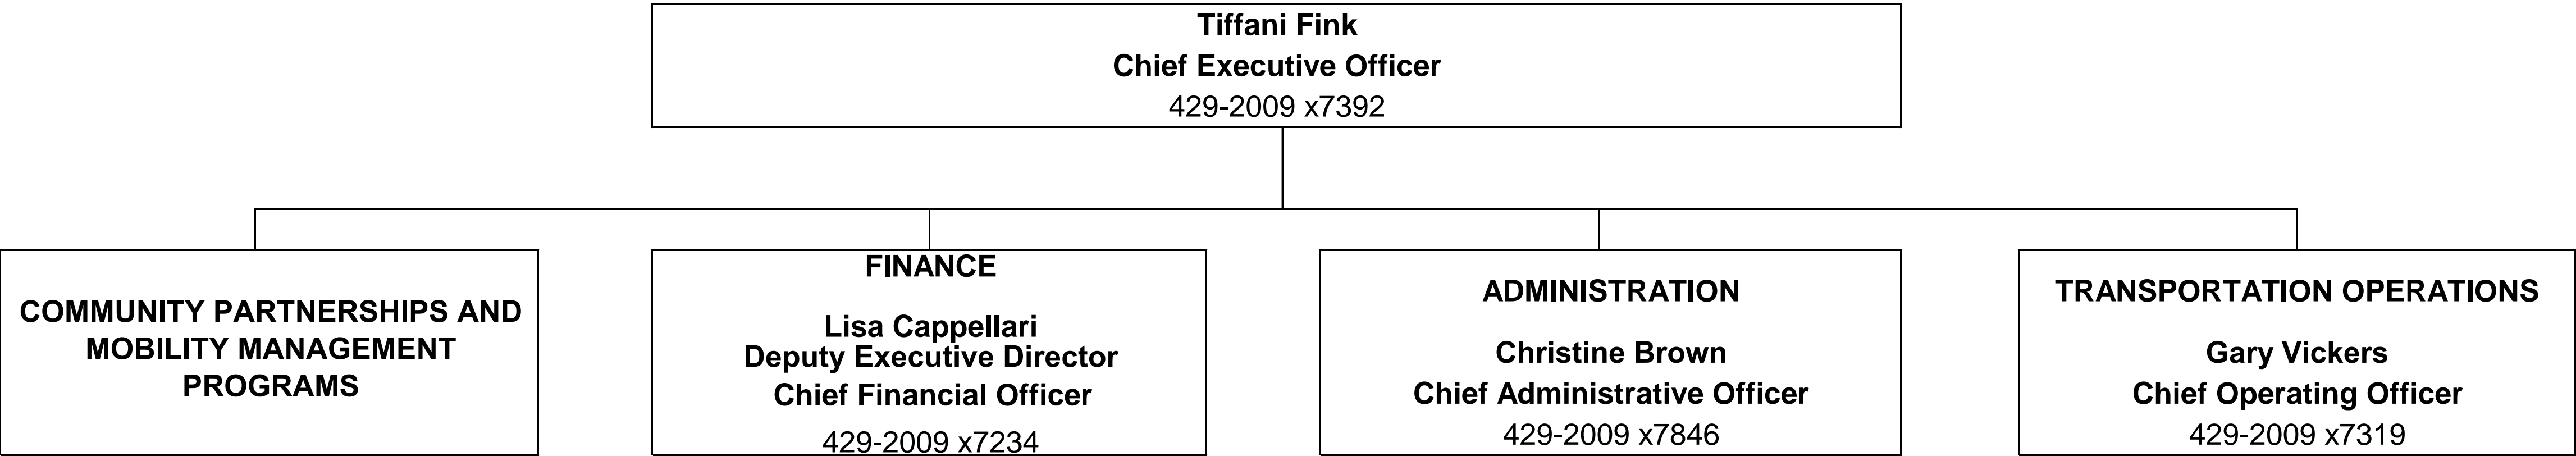 Tiffani Fink
Chief Executive Officer
429-2009 x7392
COMMUNITY PARTNERSHIPS AND
MOBILITY MANAGEMENT
PROGRAMS
FINANCE
Lisa Cappellari
Deputy Executive Director
Chief Financial Officer
429-2009 x7234
ADMINISTRATION
Christine Brown
Chief Administrative Officer
429-2009 x7846
TRANSPORTATION OPERATIONS
Gary Vickers
Chief Operating Officer
429-2009 x7319